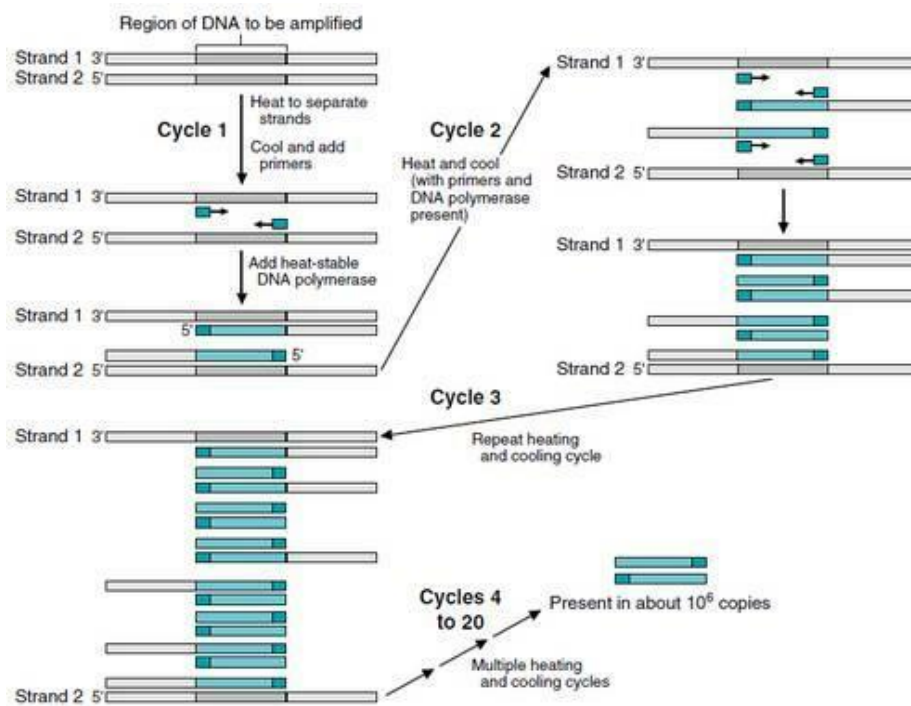 Region of DNA to be amplified
Strand 1 3'
Strand 2 5'
Heat to separate
strands
Cycle 1
Cool and add
primers
Strand 1 3'
Strand 2 5'
Add heat-stable
DNA polymerase
Strand 1 3'
5'
5'
Strand 2 5'
Cycle 2
Heat and cool
(with primers and
DNA polymerase
present)
Strand 1 3'
Strand 2 5'
Strand 1 3'
Strand 2 5'
Cycle 3
Repeat heating
and cooling cycle
Strand 1 3'
Strand 2 5'
Cycles 4
to 20
Multiple heating
and cooling cycles
Present in about 10⁶ copies